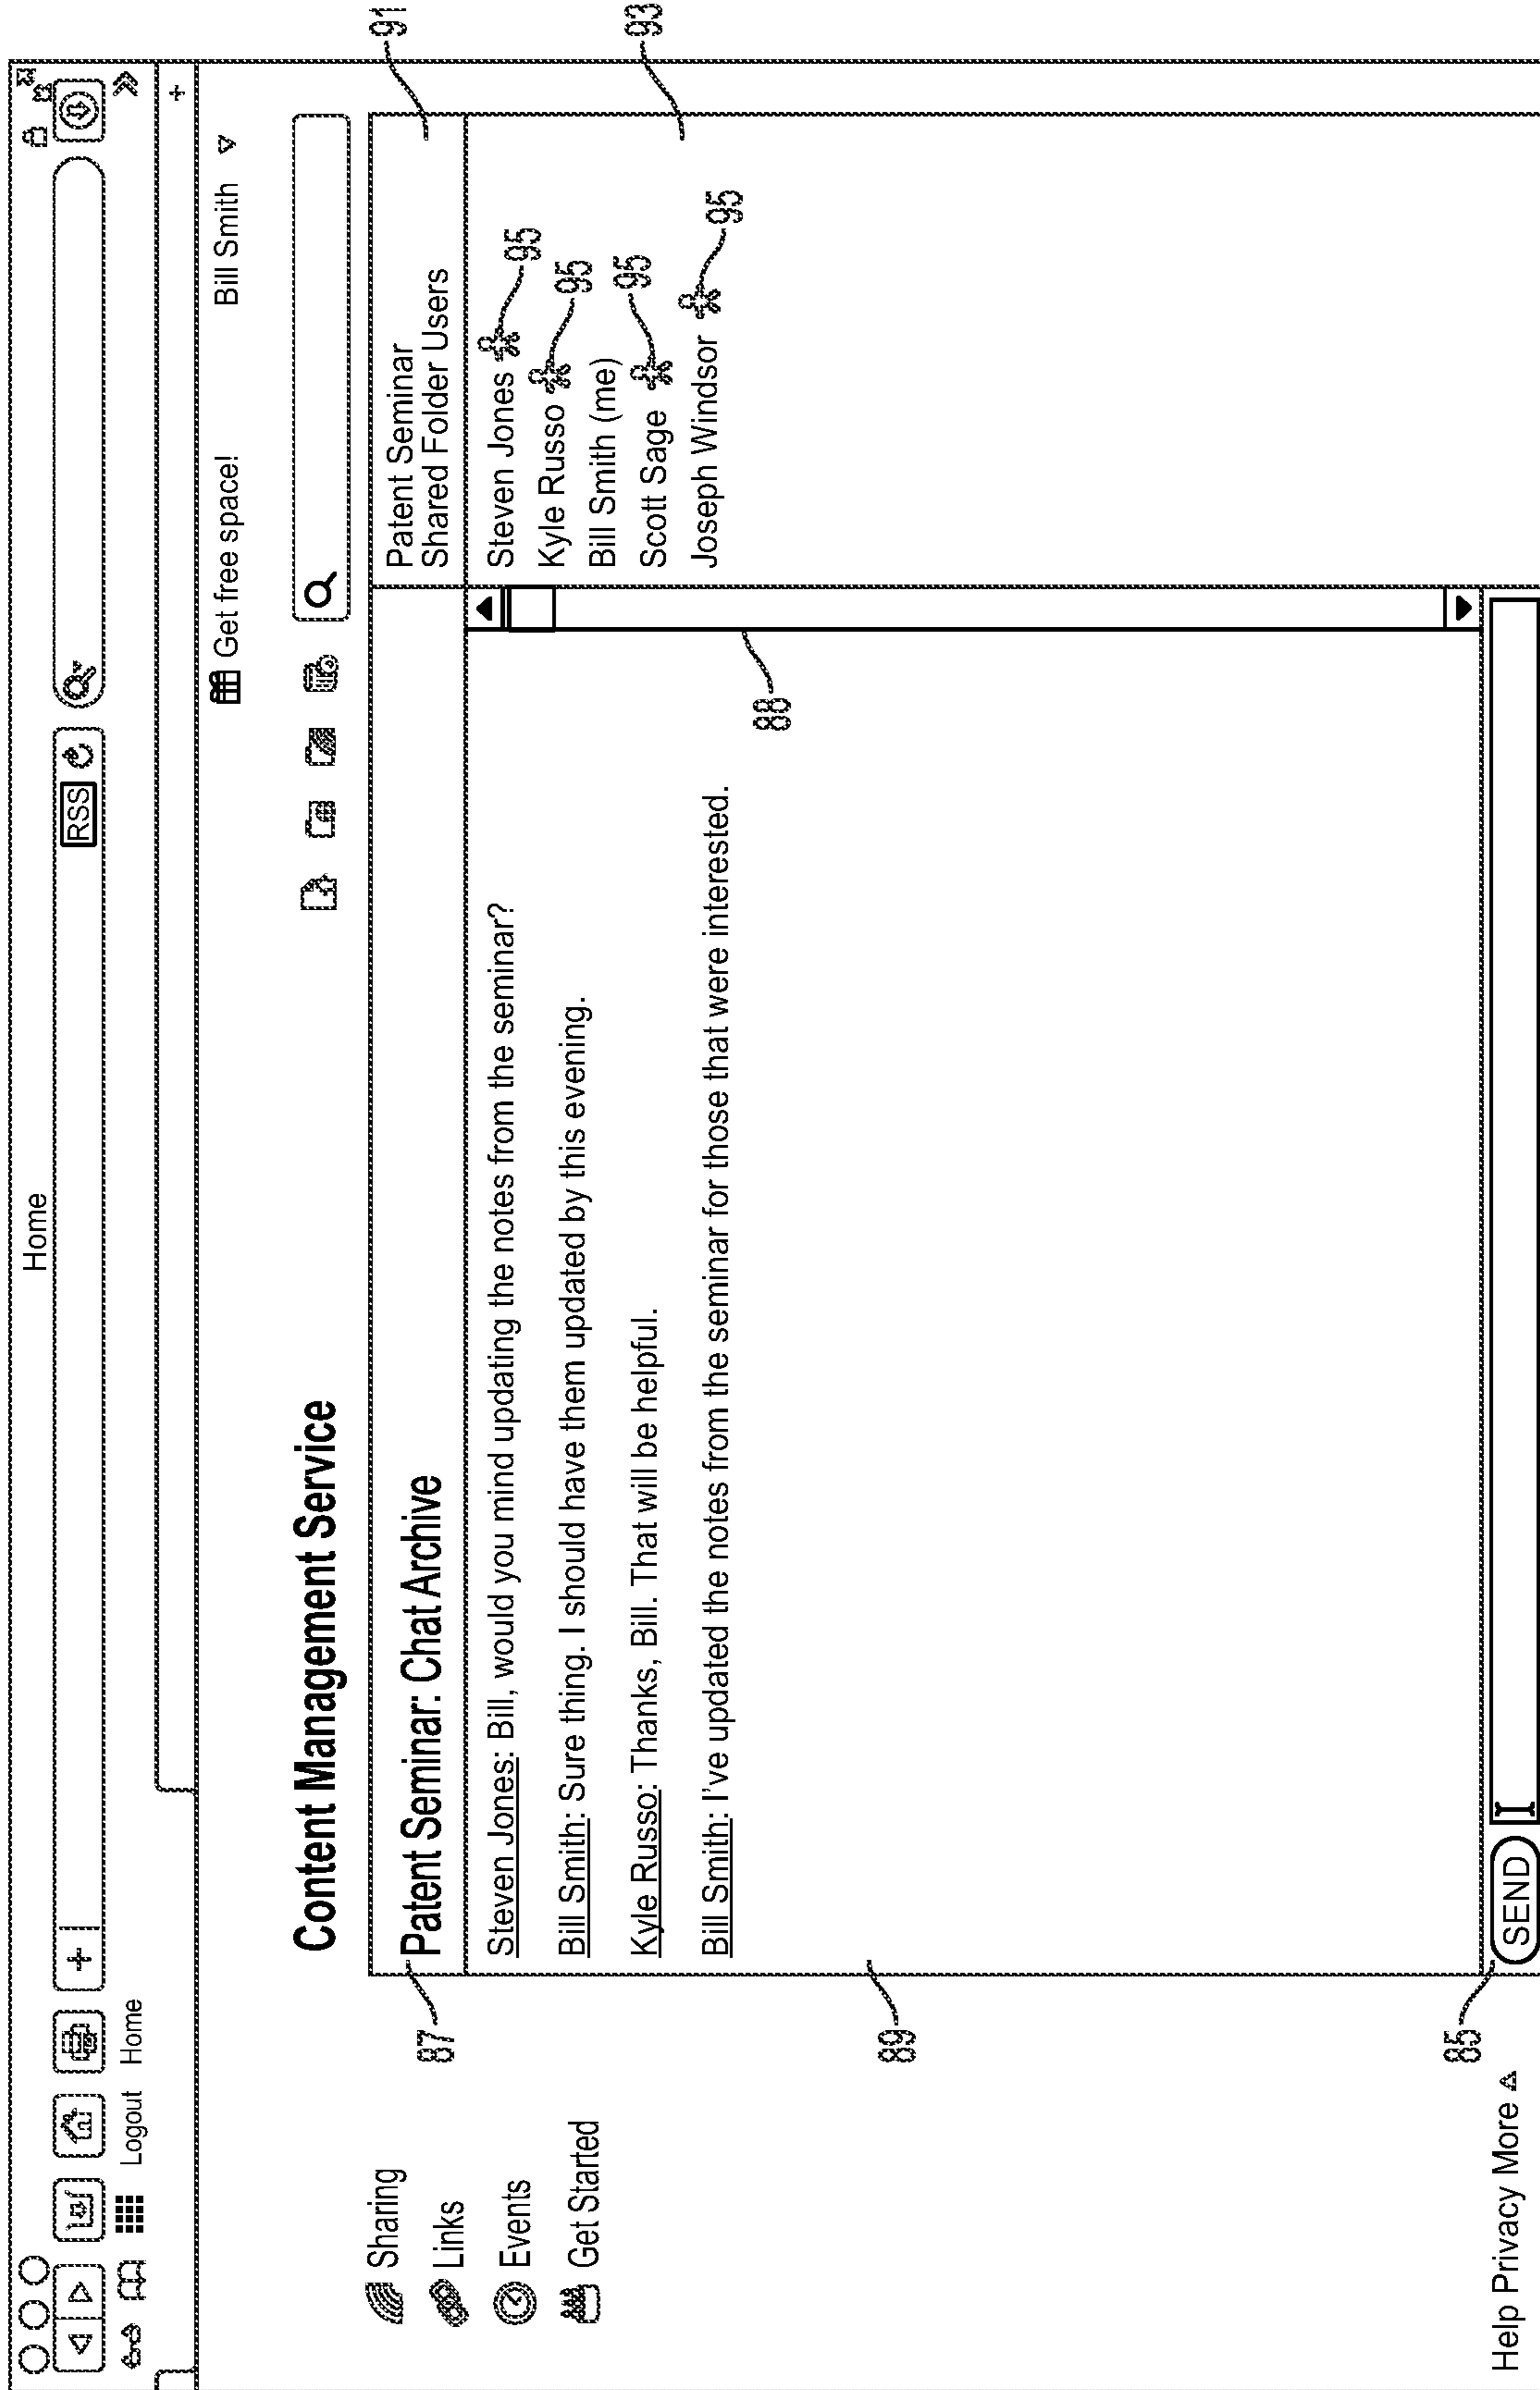 Home
RSS
+
Logout Home
+
Get free space!
Bill Smith
Content Management Service
Sharing
Links
Events
Get Started
87
Patent Seminar: Chat Archive
Steven Jones: Bill, would you mind updating the notes from the seminar?
Bill Smith: Sure thing. I should have them updated by this evening.
Kyle Russo: Thanks, Bill. That will be helpful.
Bill Smith: I've updated the notes from the seminar for those that were interested.
88
89
Patent Seminar
Shared Folder Users
91
Steven Jones 95
Kyle Russo 95
Bill Smith (me)
Scott Sage 95
Joseph Windsor 95
93
85
SEND
Help Privacy More